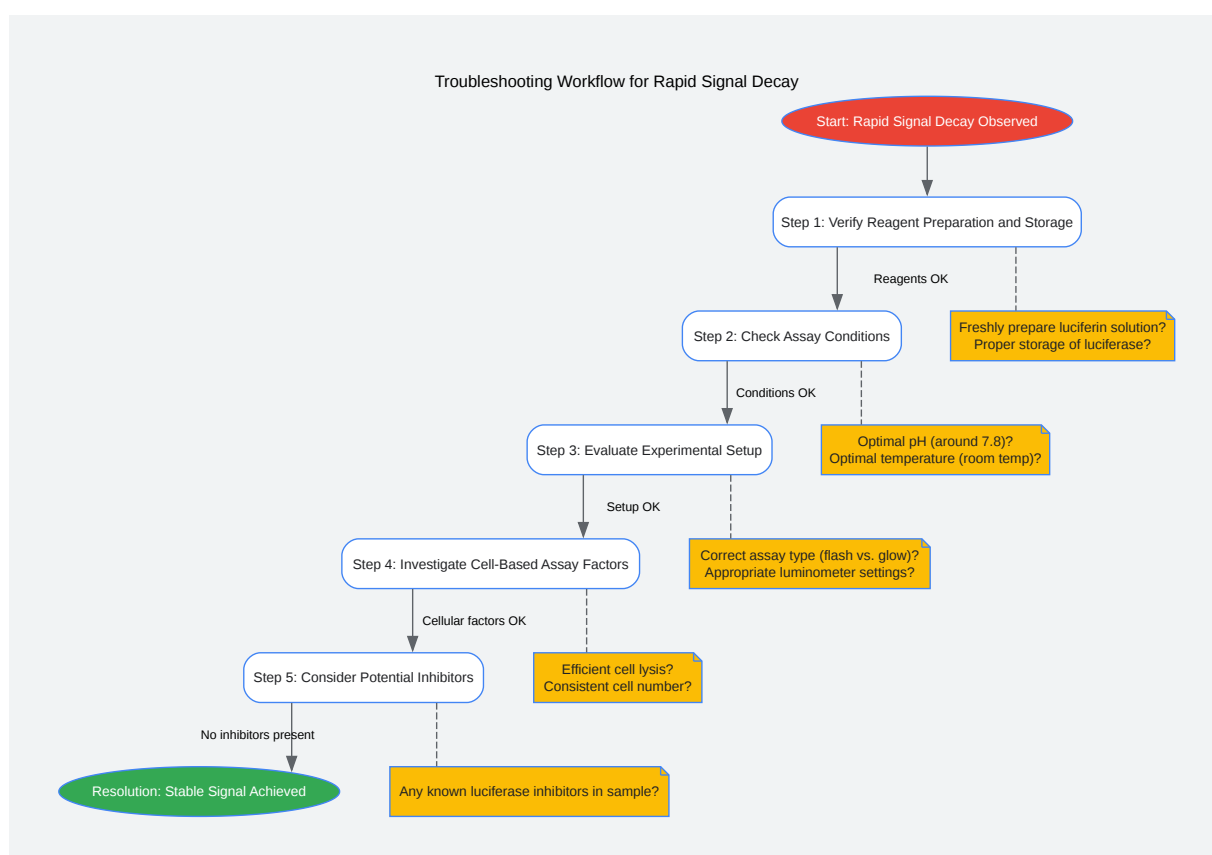 Troubleshooting Workflow for Rapid Signal Decay
Start: Rapid Signal Decay Observed
Step 1: Verify Reagent Preparation and Storage
Reagents OK
Step 2: Check Assay Conditions
Freshly prepare luciferin solution?
Proper storage of luciferase?
Conditions OK
Step 3: Evaluate Experimental Setup
Optimal pH (around 7.8)?
Optimal temperature (room temp)?
Setup OK
Step 4: Investigate Cell-Based Assay Factors
Correct assay type (flash vs. glow)?
Appropriate luminometer settings?
Cellular factors OK
Step 5: Consider Potential Inhibitors
Efficient cell lysis?
Consistent cell number?
No inhibitors present
Resolution: Stable Signal Achieved
Any known luciferase inhibitors in sample?